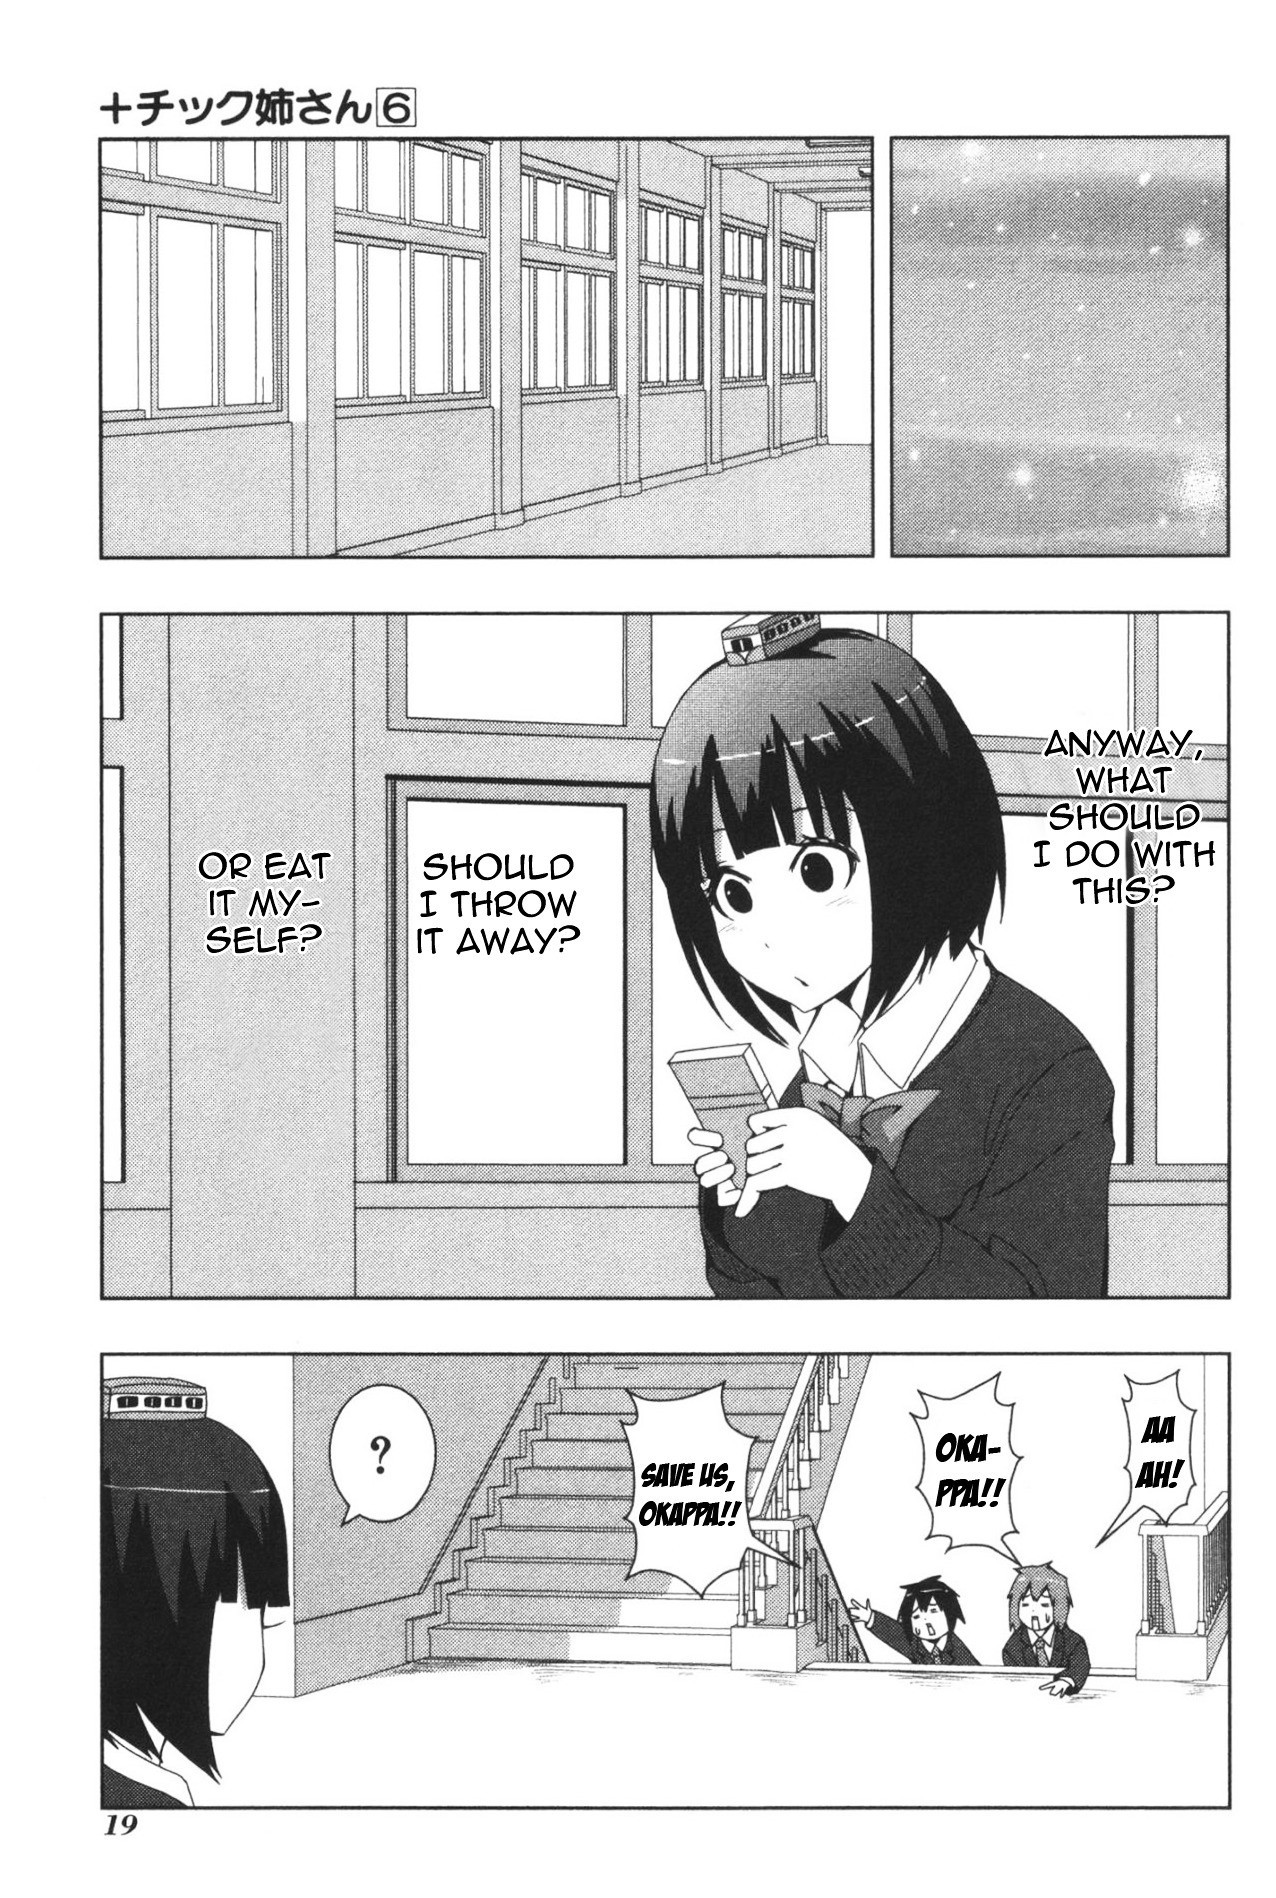 +チック姉さん6
ANYWAY,
WHAT
SHOULD
I DO WITH
THIS?
SHOULD
I THROW
IT AWAY?
OR EAT
IT MY-
SELF?
AA
AH!
OKA-
PPA!!
SAVE US,
OKAPPA!!
?
19